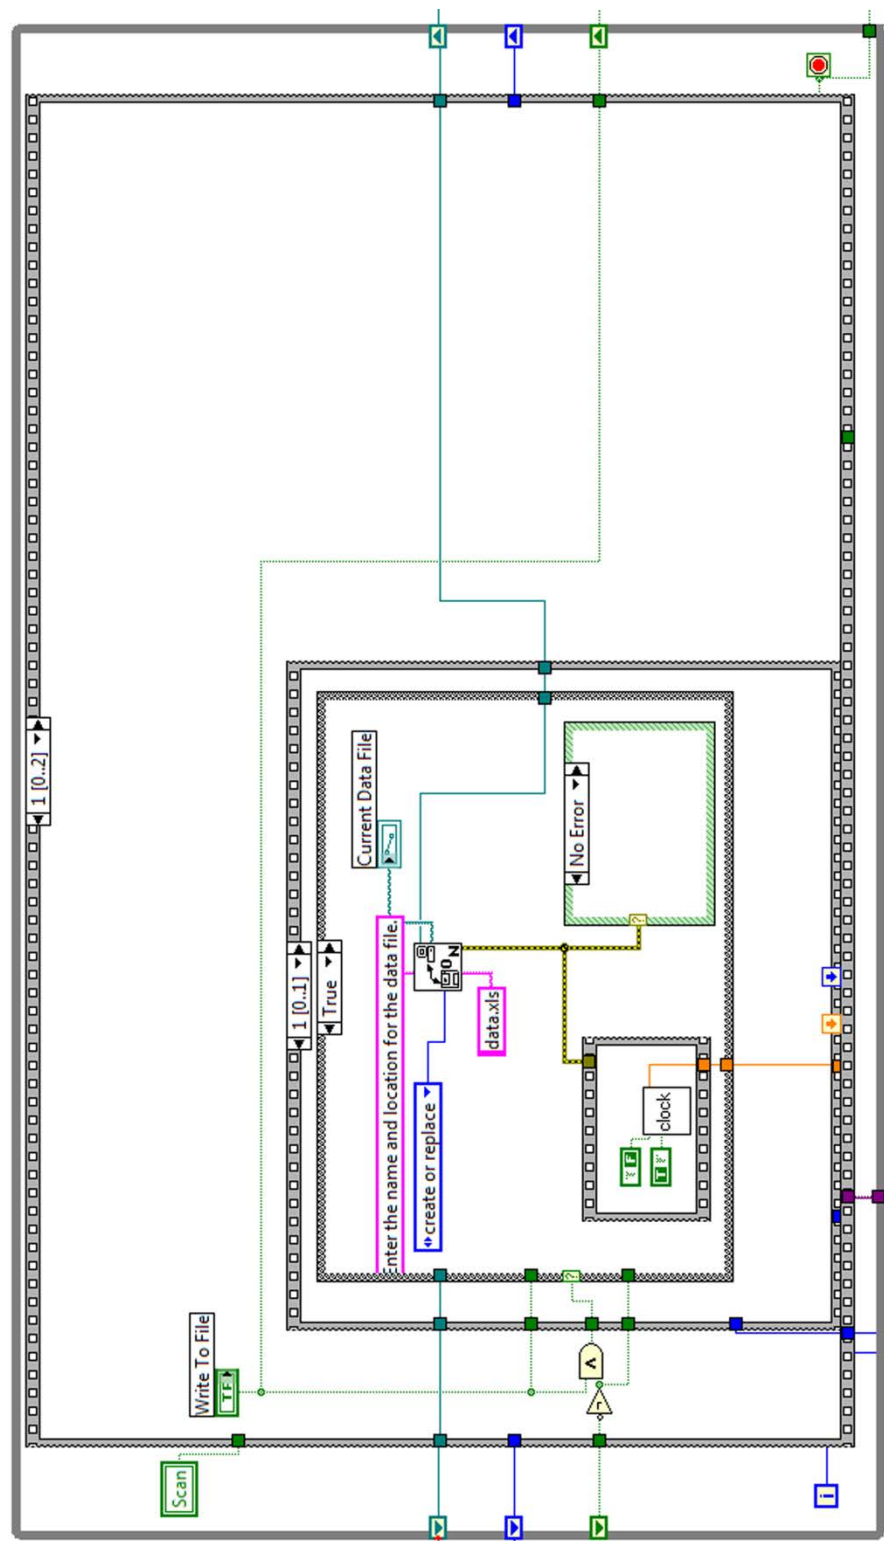 1 [0..2]
Scan
Write To File
TF
1 [0..1]
True
Current Data File
Enter the name and location for the data file.
create or replace
data.xls
No Error
?
?
F
T
clock
i